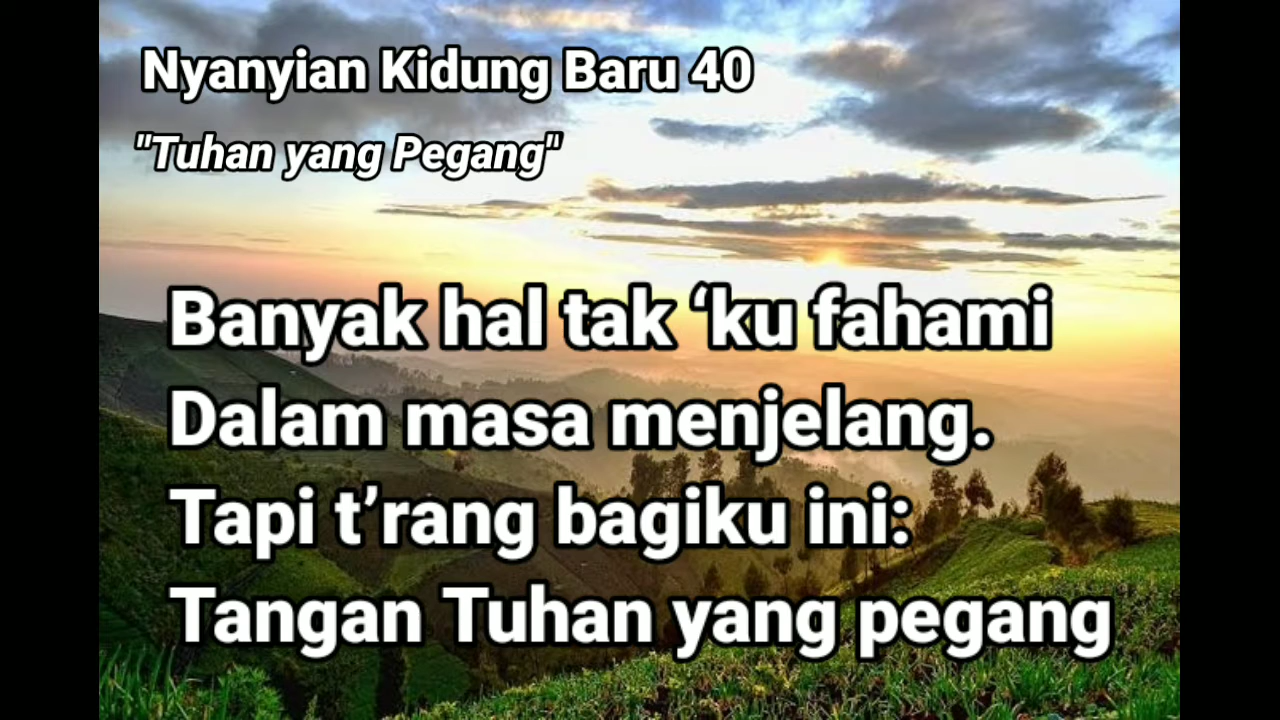 Nyanyian Kidung Baru 40
"Tuhan yang Pegang"
Banyak hal tak ‘ku fahami
Dalam masa menjelang.
Tapi t’rang bagiku ini:
Tangan Tuhan yang pegang